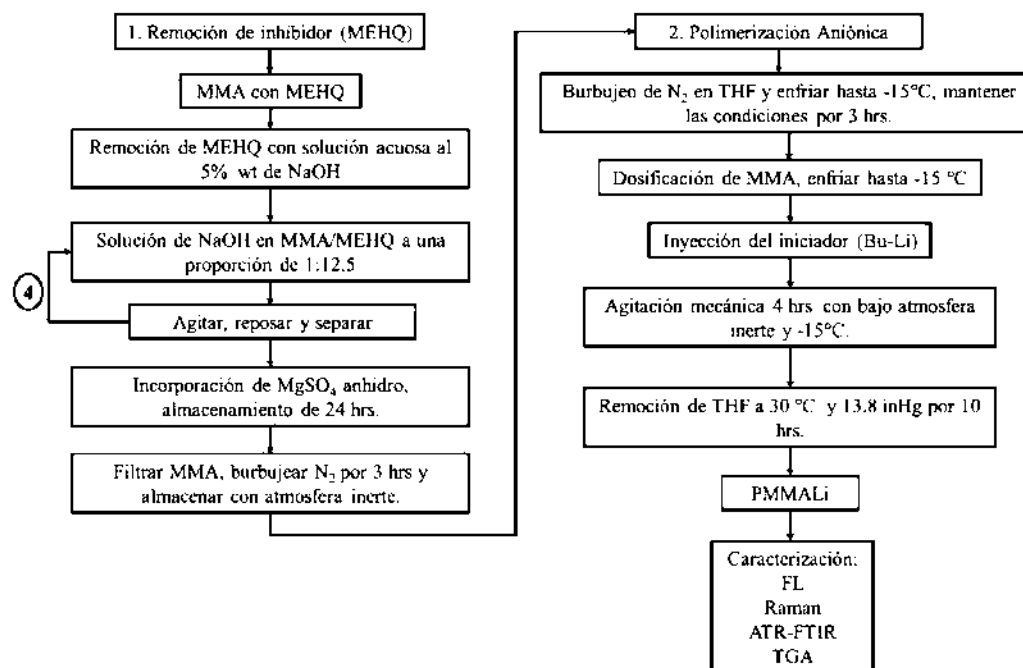 1. Remoción de inhibidor (MEHQ)
MMA con MEHQ
Remoción de MEHQ con solución acuosa al
5% wt de NaOH
Solución de NaOH en MMA/MEHQ a una
proporción de 1:12.5
4
Agitar, reposar y separar
Incorporación de MgSO₄ anhidro,
almacenamiento de 24 hrs.
Filtrar MMA, burbujear N₂ por 3 hrs y
almacenar con atmosfera inerte.
2. Polimerización Aniónica
Burbujeo de N₂ en THF y enfriar hasta -15°C, mantener
las condiciones por 3 hrs.
Dosificación de MMA, enfriar hasta -15 °C
Inyección del iniciador (Bu-Li)
Agitación mecánica 4 hrs con bajo atmosfera
inerte y -15°C.
Remoción de THF a 30 °C y 13.8 inHg por 10
hrs.
PMMALi
Caracterización:
FL
Raman
ATR-FTIR
TGA